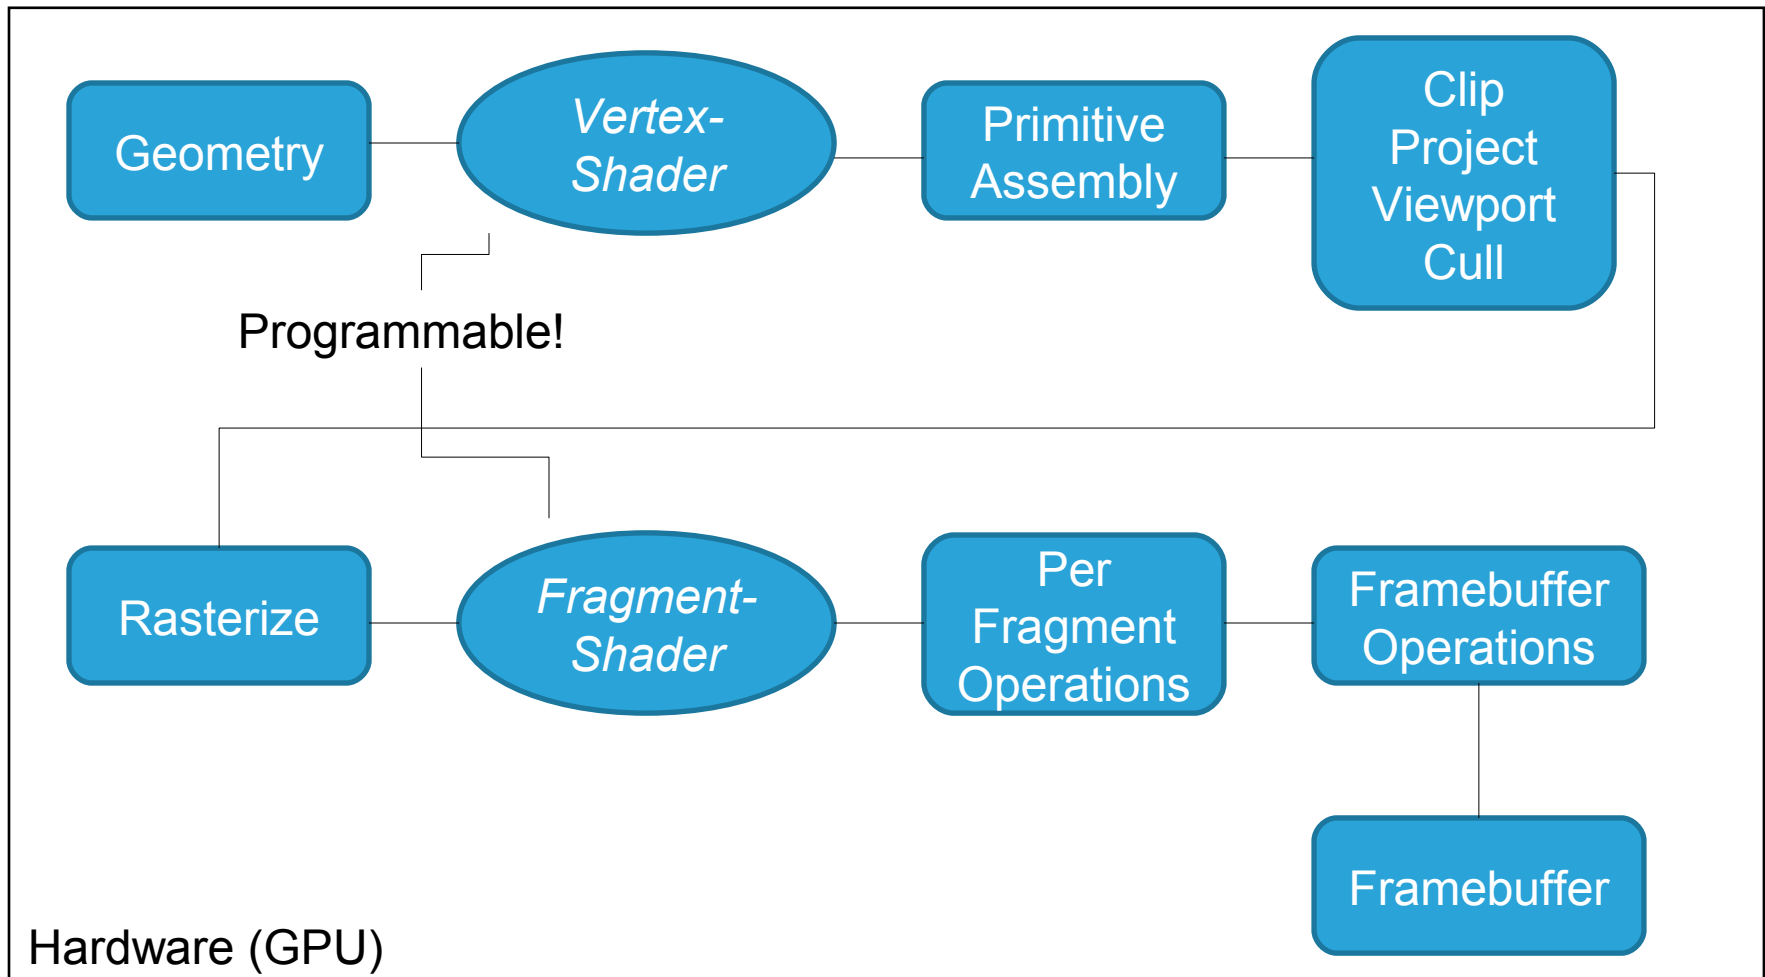 Geometry
Vertex-
Shader
Primitive
Assembly
Clip
Project
Viewport
Cull
Programmable!
Rasterize
Fragment-
Shader
Per
Fragment
Operations
Framebuffer
Operations
Framebuffer
Hardware (GPU)